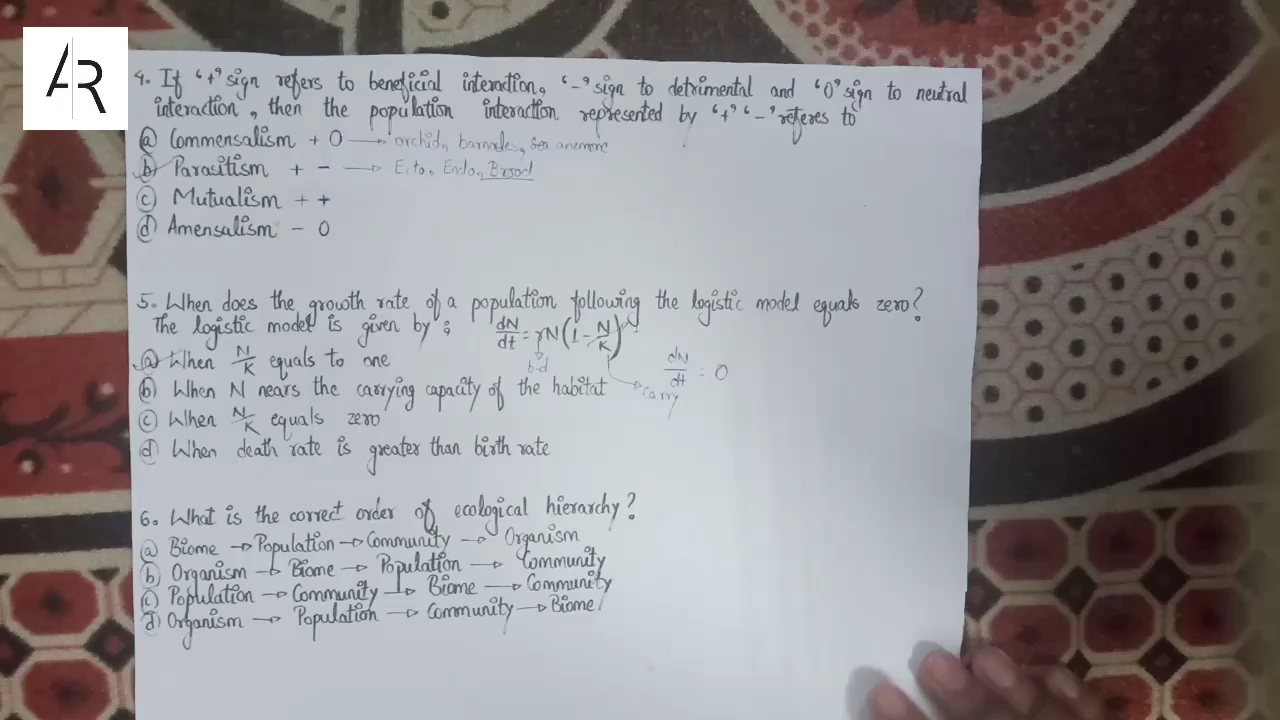 AR
4. If '+' sign refers to beneficial interaction, '-' sign to detrimental and '0' sign to neutral
interaction, then the population interaction represented by '+' '-' referes to
(a) Commensalism + 0 → orchid, barnacles, sea anemone
(b) Parasitism + - → Ecto, Endo, Brood
(c) Mutualism + +
(d) Amensalism - 0
5. When does the growth rate of a population following the logistic model equals zero?
The logistic model is given by : dN/dt = rN(1 - N/K)
b-d
(a) When N/K equals to one
dN/dt = 0
(b) When N nears the carrying capacity of the habitat
carry
(c) When N/K equals zero
(d) When death rate is greater than birth rate
6. What is the correct order of ecological hierarchy?
(a) Biome → Population → Community → Organism
(b) Organism → Biome → Population → Community
(c) Population → Community → Biome → Community
(d) Organism → Population → Community → Biome